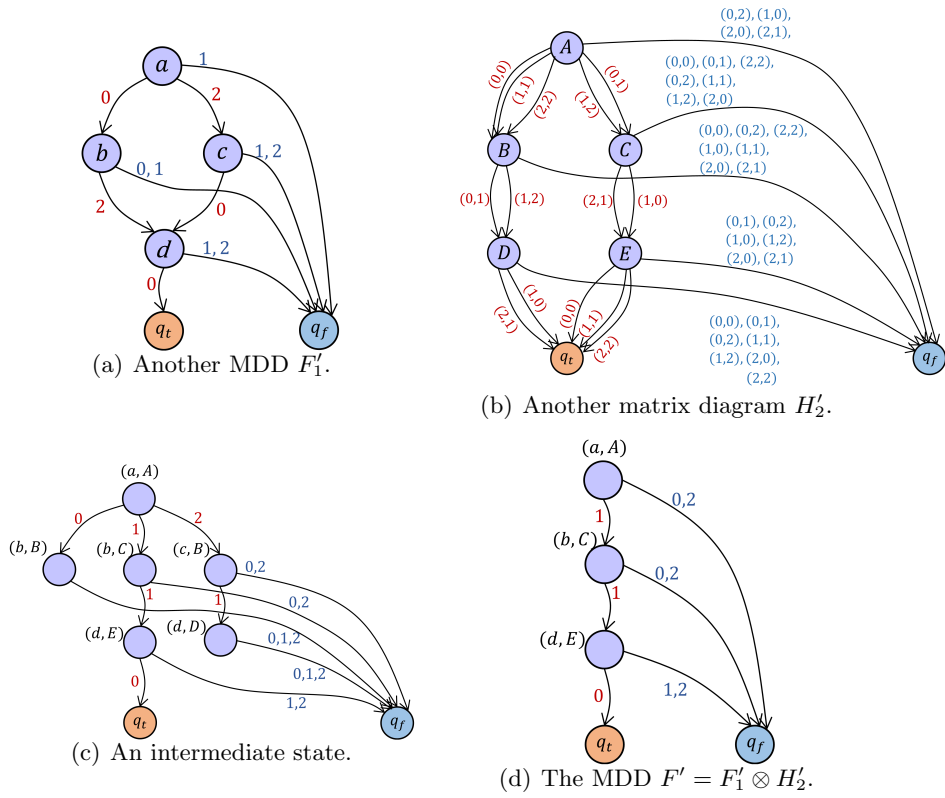 a
1
0
2
b
c
0, 1
1, 2
2
0
d
1, 2
0
q_t
q_f
(a) Another MDD F′₁.
A
(0,2), (1,0),
(2,0), (2,1),
(0,0)
(1,1)
(2,2)
(0,1)
(1,2)
(0,0), (0,1), (2,2),
(0,2), (1,1),
(1,2), (2,0)
B
C
(0,0), (0,2), (2,2),
(1,0), (1,1),
(2,0), (2,1)
(0,1)
(1,2)
(2,1)
(1,0)
D
E
(0,1), (0,2),
(1,0), (1,2),
(2,0), (2,1)
(1,0)
(2,1)
(0,0)
(1,1)
(2,2)
(0,0), (0,1),
(0,2), (1,1),
(1,2), (2,0),
(2,2)
q_t
q_f
(b) Another matrix diagram H′₂.
(a, A)
0
1
2
(b, B)
(b, C)
(c, B)
0,2
1
0,2
1
(d, E)
(d, D)
0,1,2
0,1,2
0
1,2
q_t
q_f
(c) An intermediate state.
(a, A)
0,2
1
(b, C)
0,2
1
(d, E)
0
1,2
q_t
q_f
(d) The MDD F′ = F′₁ ⊗ H′₂.